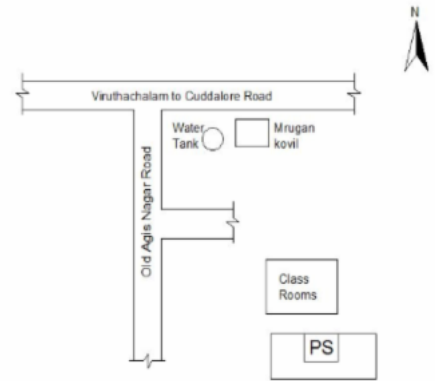 N
Viruthachalam to Cuddalore Road
Water
Tank
Mrugan
kovil
Old Agis Nagar Road
Class
Rooms
PS